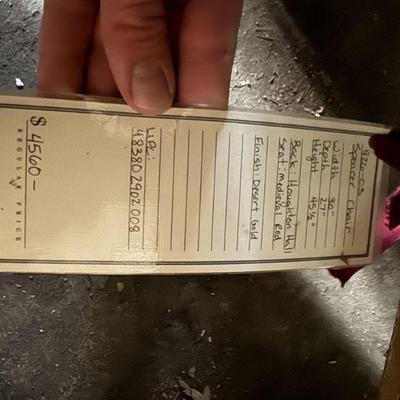 Spencer Chair
Width 30"
Depth 27"
Height 45½"
Back: Houghton Hall
Seat: Medieval Red
Finish: Desert Gold
UPC:
483802902008
$4560-
REGULAR PRICE